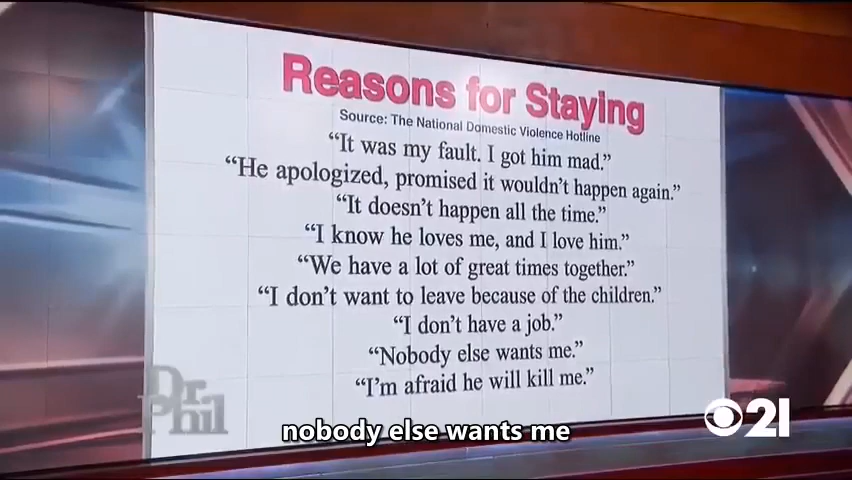 Reasons for Staying
Source: The National Domestic Violence Hotline
“It was my fault. I got him mad.”
“He apologized, promised it wouldn’t happen again.”
“It doesn’t happen all the time.”
“I know he loves me, and I love him.”
“We have a lot of great times together.”
“I don’t want to leave because of the children.”
“I don’t have a job.”
“Nobody else wants me.”
“I’m afraid he will kill me.”
Dr.
Phil
CBS 21
nobody else wants me